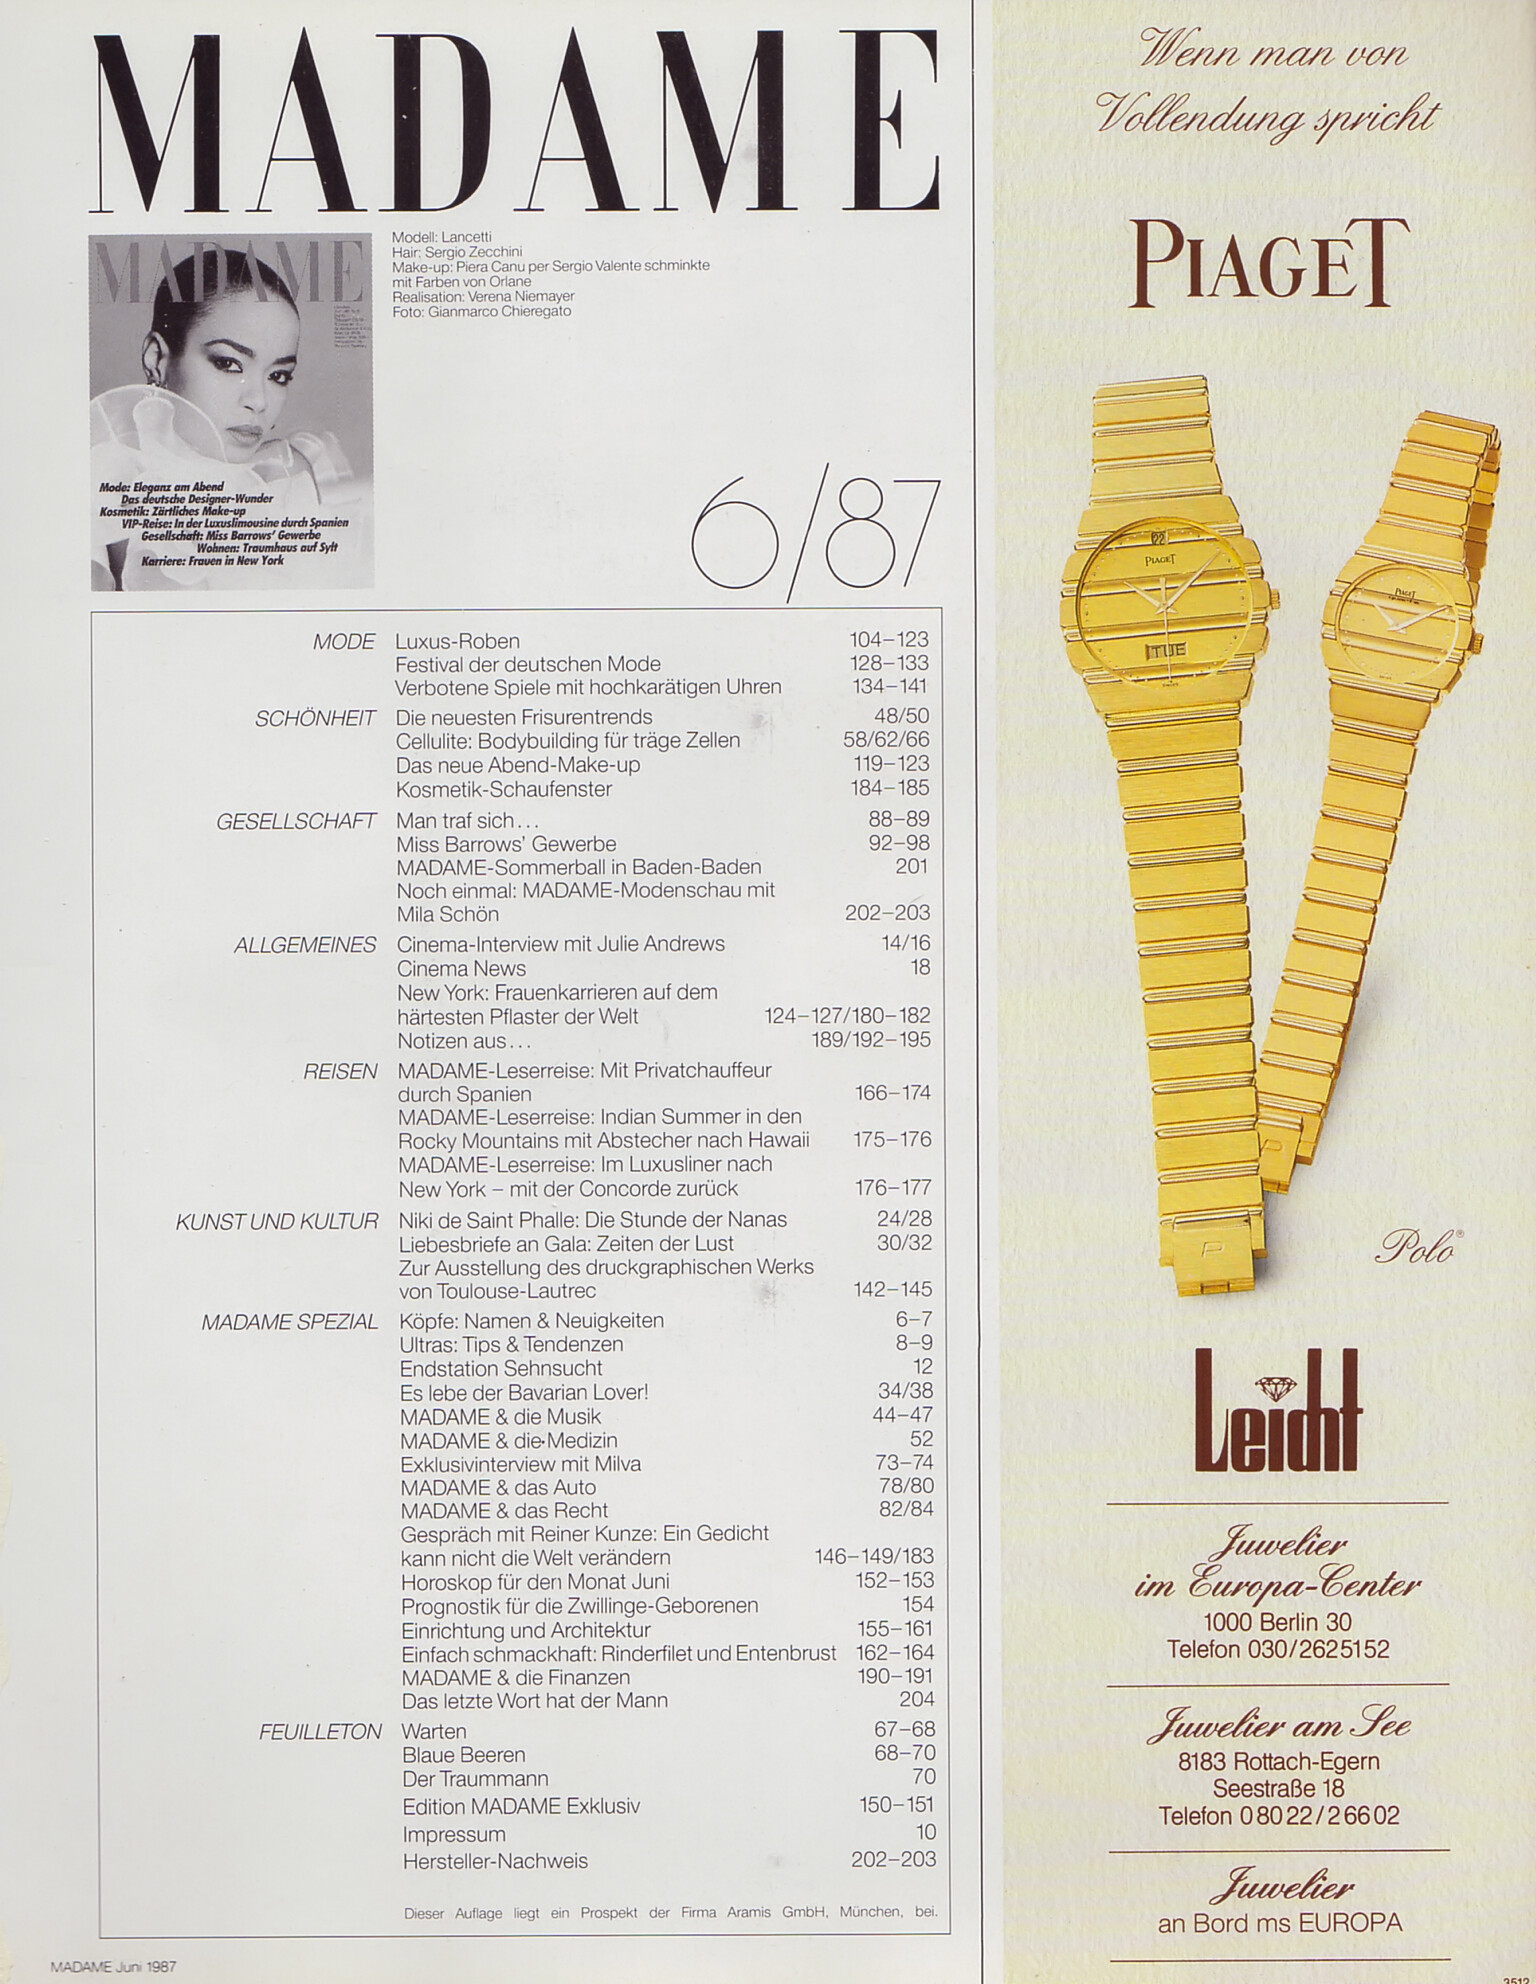 MADAME
Modell: Lancetti
Hair: Sergio Zecchini
Make-up: Piera Canu per Sergio Valente schminkte
mit Farben von Orlane
Realisation: Verena Niemayer
Foto: Gianmarco Chieregato
MADAME
Mode: Eleganz am Abend
Das deutsche Designer-Wunder
Kosmetik: Zärtliches Make-up
VIP-Reise: In der Luxuslimousine durch Spanien
Gesellschaft: Miss Barrows' Gewerbe
Wohnen: Traumhaus auf Sylt
Karriere: Frauen in New York
6/87
MODE Luxus-Roben 104–123
Festival der deutschen Mode 128–133
Verbotene Spiele mit hochkarätigen Uhren 134–141
SCHÖNHEIT Die neuesten Frisurentrends 48/50
Cellulite: Bodybuilding für träge Zellen 58/62/66
Das neue Abend-Make-up 119–123
Kosmetik-Schaufenster 184–185
GESELLSCHAFT Man traf sich... 88–89
Miss Barrows' Gewerbe 92–98
MADAME-Sommerball in Baden-Baden 201
Noch einmal: MADAME-Modenschau mit
Mila Schön 202–203
ALLGEMEINES Cinema-Interview mit Julie Andrews 14/16
Cinema News 18
New York: Frauenkarrieren auf dem
härtesten Pflaster der Welt 124–127/180–182
Notizen aus... 189/192–195
REISEN MADAME-Leserreise: Mit Privatchauffeur
durch Spanien 166–174
MADAME-Leserreise: Indian Summer in den
Rocky Mountains mit Abstecher nach Hawaii 175–176
MADAME-Leserreise: Im Luxusliner nach
New York – mit der Concorde zurück 176–177
KUNST UND KULTUR Niki de Saint Phalle: Die Stunde der Nanas 24/28
Liebesbriefe an Gala: Zeiten der Lust 30/32
Zur Ausstellung des druckgraphischen Werks
von Toulouse-Lautrec 142–145
MADAME SPEZIAL Köpfe: Namen & Neuigkeiten 6–7
Ultras: Tips & Tendenzen 8–9
Endstation Sehnsucht 12
Es lebe der Bavarian Lover! 34/38
MADAME & die Musik 44–47
MADAME & die Medizin 52
Exklusivinterview mit Milva 73–74
MADAME & das Auto 78/80
MADAME & das Recht 82/84
Gespräch mit Reiner Kunze: Ein Gedicht
kann nicht die Welt verändern 146–149/183
Horoskop für den Monat Juni 152–153
Prognostik für die Zwillinge-Geborenen 154
Einrichtung und Architektur 155–161
Einfach schmackhaft: Rinderfilet und Entenbrust 162–164
MADAME & die Finanzen 190–191
Das letzte Wort hat der Mann 204
FEUILLETON Warten 67–68
Blaue Beeren 68–70
Der Traummann 70
Edition MADAME Exklusiv 150–151
Impressum 10
Hersteller-Nachweis 202–203
Dieser Auflage liegt ein Prospekt der Firma Aramis GmbH, München, bei.
MADAME Juni 1987
Wenn man von
Vollendung spricht
PIAGET
22
PIAGET
TUE
PIAGET
P
P
Polo®
Leicht
Juwelier
im Europa-Center
1000 Berlin 30
Telefon 030/2625152
Juwelier am See
8183 Rottach-Egern
Seestraße 18
Telefon 08022/26602
Juwelier
an Bord ms EUROPA
3512